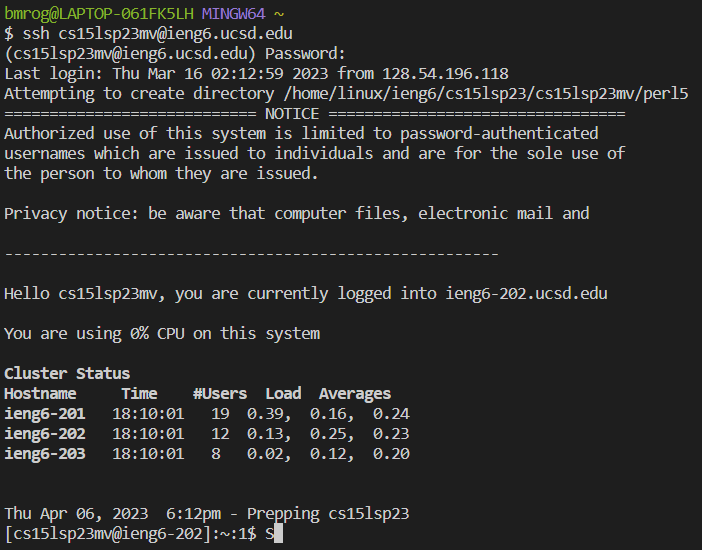 bmrog@LAPTOP-061FK5LH MINGW64 ~
$ ssh cs15lsp23mv@ieng6.ucsd.edu
(cs15lsp23mv@ieng6.ucsd.edu) Password:
Last login: Thu Mar 16 02:12:59 2023 from 128.54.196.118
Attempting to create directory /home/linux/ieng6/cs15lsp23/cs15lsp23mv/perl5
============================ NOTICE =================================
Authorized use of this system is limited to password-authenticated
usernames which are issued to individuals and are for the sole use of
the person to whom they are issued.

Privacy notice: be aware that computer files, electronic mail and

-------------------------------------------------------

Hello cs15lsp23mv, you are currently logged into ieng6-202.ucsd.edu

You are using 0% CPU on this system

Cluster Status
Hostname     Time    #Users  Load  Averages
ieng6-201   18:10:01   19  0.39,  0.16,  0.24
ieng6-202   18:10:01   12  0.13,  0.25,  0.23
ieng6-203   18:10:01   8   0.02,  0.12,  0.20


Thu Apr 06, 2023  6:12pm - Prepping cs15lsp23
[cs15lsp23mv@ieng6-202]:~:1$ S